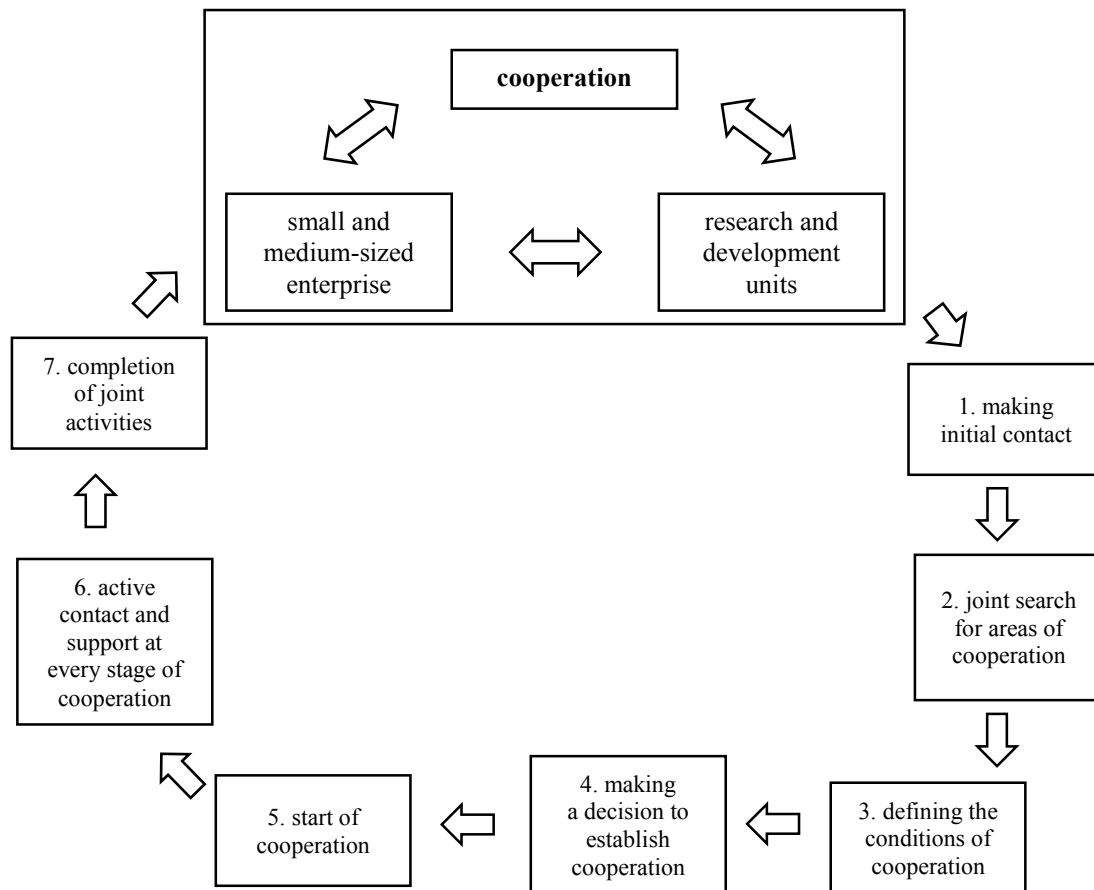 cooperation
small and
medium-sized
enterprise
research and
development
units
1. making
initial contact
2. joint search
for areas of
cooperation
3. defining the
conditions of
cooperation
4. making
a decision to
establish
cooperation
5. start of
cooperation
6. active
contact and
support at
every stage of
cooperation
7. completion
of joint
activities